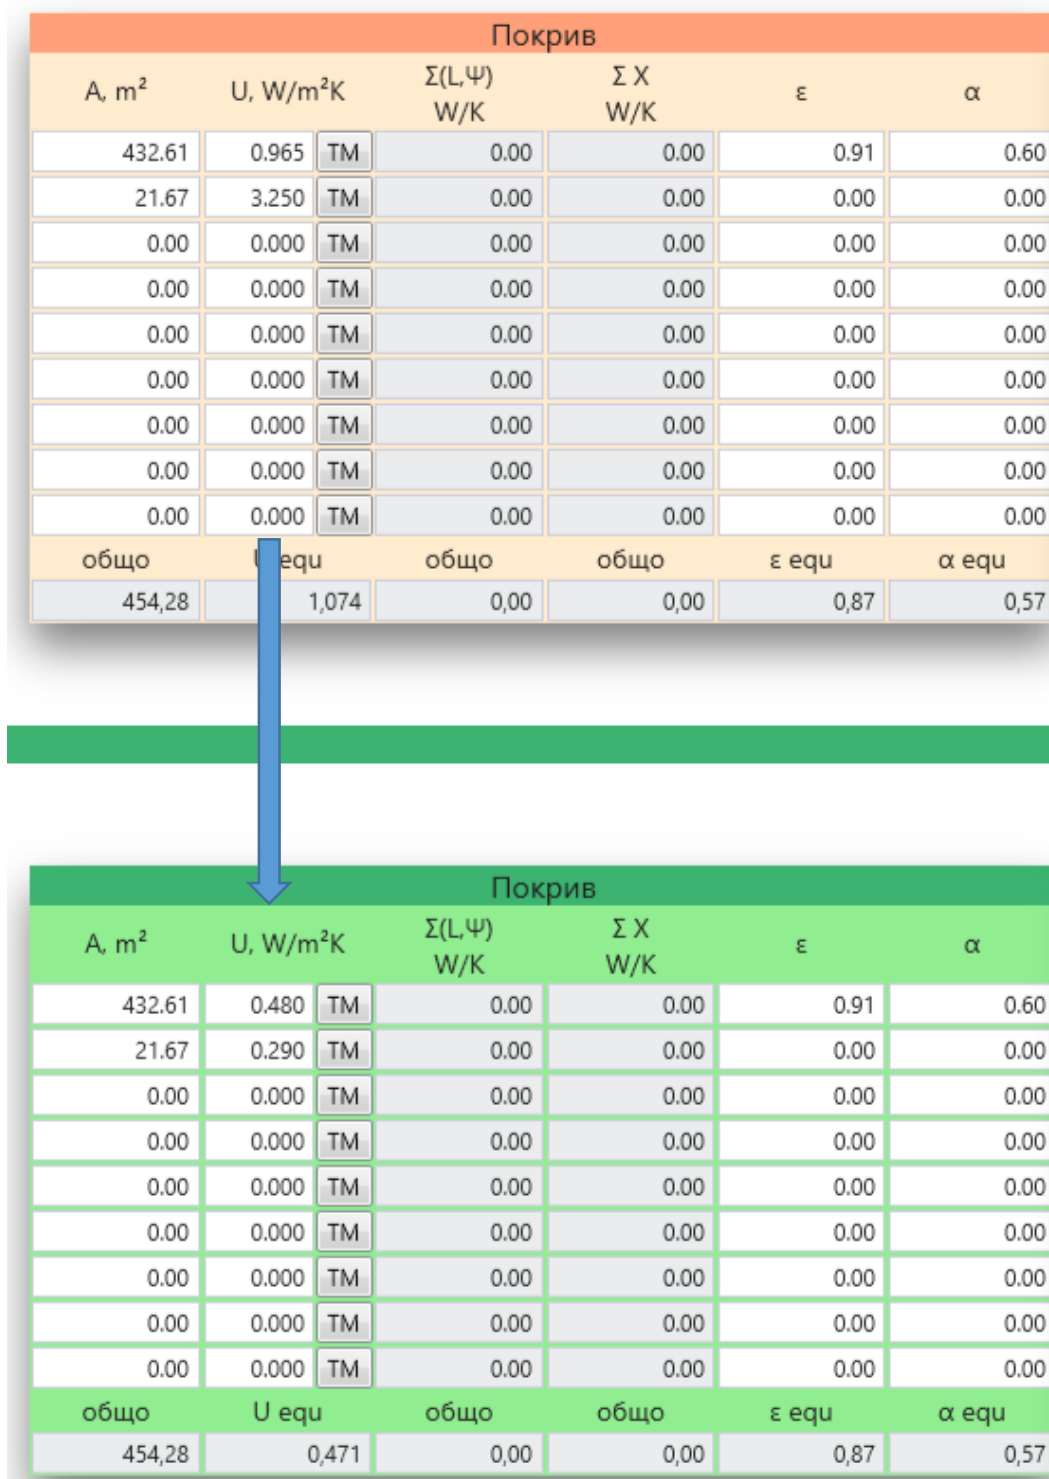 Покрив
A, m² U, W/m²K Σ(L,Ψ) W/K Σ X W/K ε α
432.61 0.965 TM 0.00 0.00 0.91 0.60
21.67 3.250 TM 0.00 0.00 0.00 0.00
0.00 0.000 TM 0.00 0.00 0.00 0.00
0.00 0.000 TM 0.00 0.00 0.00 0.00
0.00 0.000 TM 0.00 0.00 0.00 0.00
0.00 0.000 TM 0.00 0.00 0.00 0.00
0.00 0.000 TM 0.00 0.00 0.00 0.00
0.00 0.000 TM 0.00 0.00 0.00 0.00
0.00 0.000 TM 0.00 0.00 0.00 0.00
общо U equ общо общо ε equ α equ
454,28 1,074 0,00 0,00 0,87 0,57
Покрив
A, m² U, W/m²K Σ(L,Ψ) W/K Σ X W/K ε α
432.61 0.480 TM 0.00 0.00 0.91 0.60
21.67 0.290 TM 0.00 0.00 0.00 0.00
0.00 0.000 TM 0.00 0.00 0.00 0.00
0.00 0.000 TM 0.00 0.00 0.00 0.00
0.00 0.000 TM 0.00 0.00 0.00 0.00
0.00 0.000 TM 0.00 0.00 0.00 0.00
0.00 0.000 TM 0.00 0.00 0.00 0.00
0.00 0.000 TM 0.00 0.00 0.00 0.00
0.00 0.000 TM 0.00 0.00 0.00 0.00
общо U equ общо общо ε equ α equ
454,28 0,471 0,00 0,00 0,87 0,57